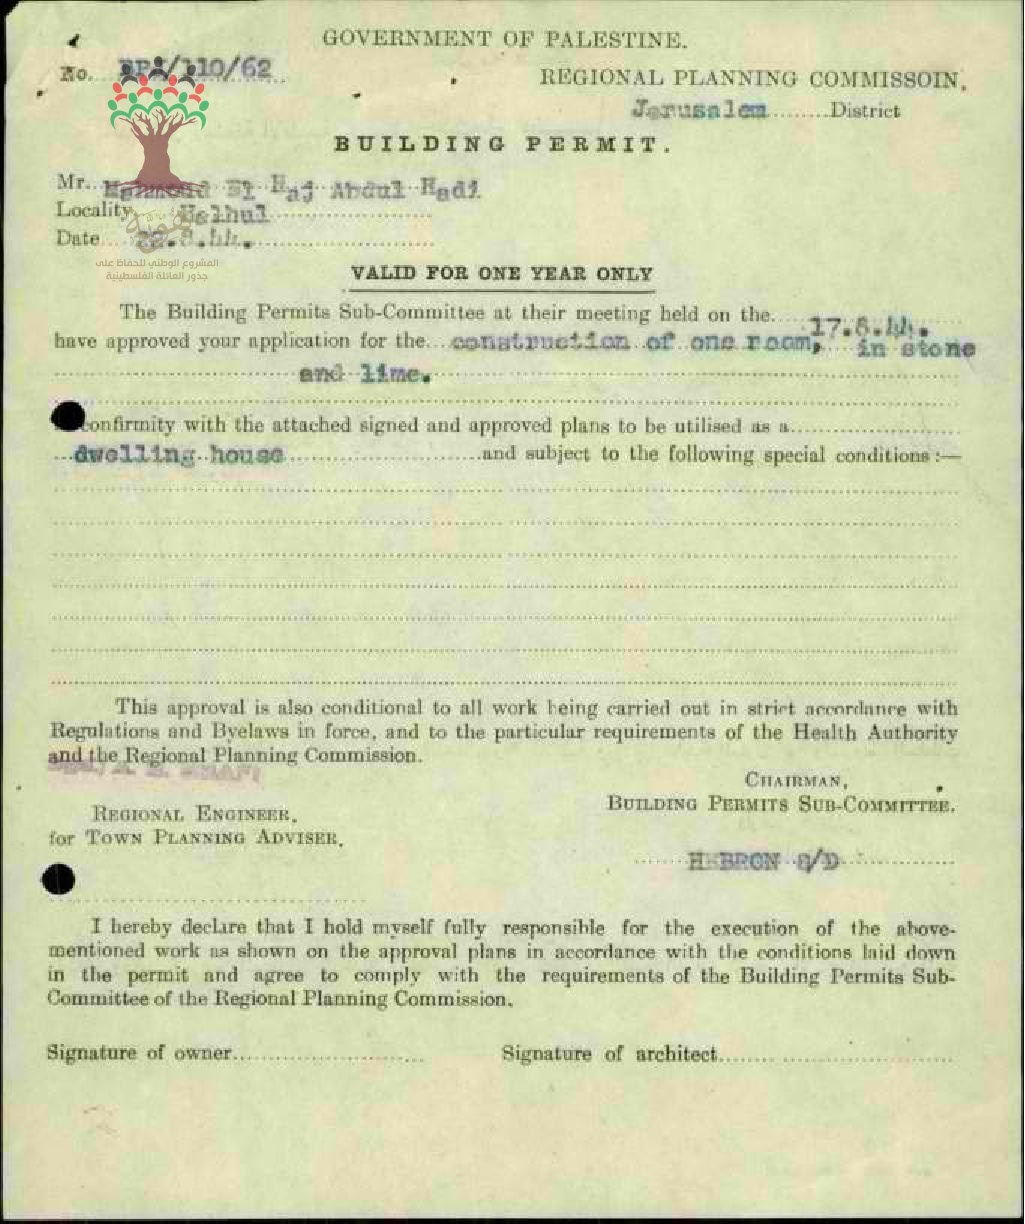 GOVERNMENT OF PALESTINE.
No. /110/62
REGIONAL PLANNING COMMISSOIN.
Jerusalem ........District
BUILDING PERMIT.
Mr. El Haj Abdul Hadi
Locality Halhul
Date 22.8.44.
المشروع الوطني للحفاظ على
جذور العائلة الفلسطينية
VALID FOR ONE YEAR ONLY
The Building Permits Sub-Committee at their meeting held on the.... 17.8.44.
have approved your application for the... construction of one room, in stone
and lime.
confirmity with the attached signed and approved plans to be utilised as a
dwelling house and subject to the following special conditions :—
This approval is also conditional to all work being carried out in strict accordance with
Regulations and Byelaws in force, and to the particular requirements of the Health Authority
and the Regional Planning Commission.
CHAIRMAN,
BUILDING PERMITS SUB-COMMITTEE.
REGIONAL ENGINEER.
for TOWN PLANNING ADVISER.
HEBRON S/D
I hereby declare that I hold myself fully responsible for the execution of the above-
mentioned work as shown on the approval plans in accordance with the conditions laid down
in the permit and agree to comply with the requirements of the Building Permits Sub-
Committee of the Regional Planning Commission.
Signature of owner..............................
Signature of architect..............................